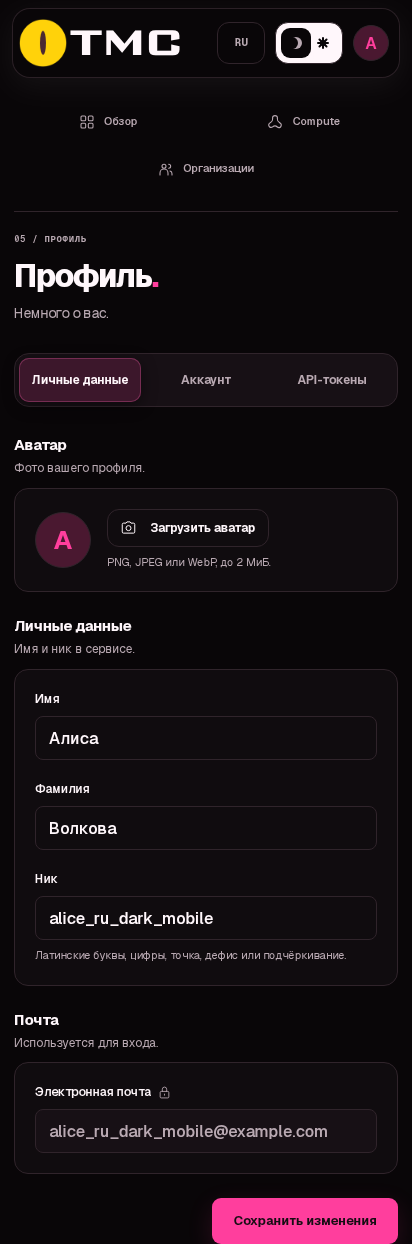 TMC
RU
A
Обзор
Compute
Организации
05 / ПРОФИЛЬ
Профиль.
Немного о вас.
Личные данные
Аккаунт
API-токены
Аватар
Фото вашего профиля.
A
Загрузить аватар
PNG, JPEG или WebP, до 2 МиБ.
Личные данные
Имя и ник в сервисе.
Имя
Алиса
Фамилия
Волкова
Ник
alice_ru_dark_mobile
Латинские буквы, цифры, точка, дефис или подчёркивание.
Почта
Используется для входа.
Электронная почта
alice_ru_dark_mobile@example.com
Сохранить изменения